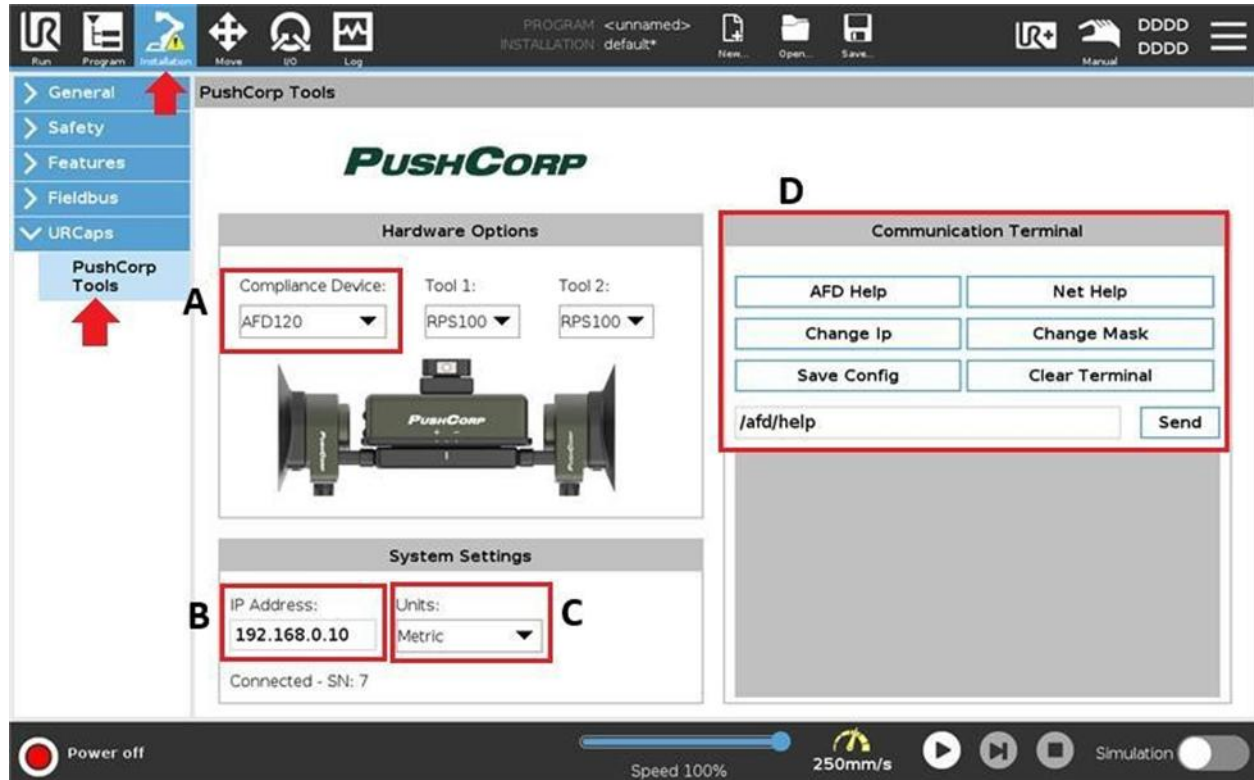 UR
PROGRAM <unnamed>
INSTALLATION default*
New...
Open...
Save...
UR+
DDDD
DDDD
Run
Program
Installation
Move
I/O
Log
Manual
General
Safety
Features
Fieldbus
URCaps
PushCorp
Tools
PushCorp Tools
PUSHCORP
Hardware Options
A
Compliance Device:
AFD120
Tool 1:
RPS100
Tool 2:
RPS100
PUSHCORP
System Settings
B
IP Address:
192.168.0.10
Units:
Metric
C
Connected - SN: 7
D
Communication Terminal
AFD Help
Net Help
Change Ip
Change Mask
Save Config
Clear Terminal
/afd/help
Send
Power off
Speed 100%
250mm/s
Simulation